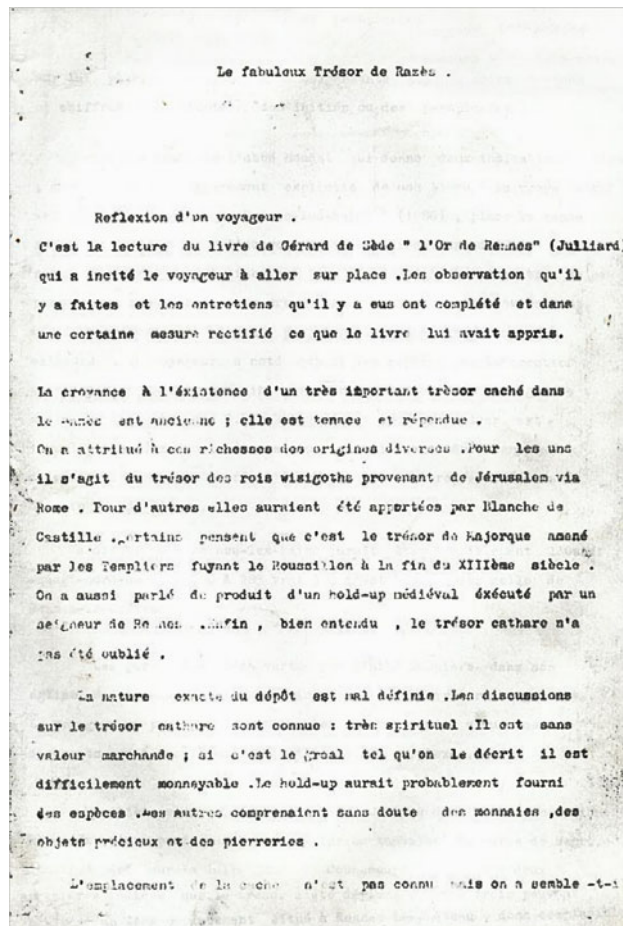 Le fabuleux Trésor de Razès .
Reflexion d'un voyageur .
C'est la lecture du livre de Gérard de Sède " l'Or de Rennes" (Julliard)
qui a incité le voyageur à aller sur place .Les observation qu'il
y a faites et les entretiens qu'il y a eus ont complété et dans
une certaine mesure rectifié ce que le livre lui avait appris.
La croyance à l'éxistence d'un très important trèsor caché dans
le est ancienne ; elle est tenace et répendue .
On a attribué à ces richesses des origines diverses .Pour les uns
il s'agit du trésor des rois wisigoths provenant de Jérusalem via
Rome . Pour d'autres elles auraient été apportées par Blanche de
Castille .Certains pensent que c'est le trésor de Majorque amené
par les Templiers fuyant le Roussillon à la fin du XIIIème siècle .
On a aussi parlé du produit d'un hold-up médiéval éxécuté par un
seigneur de Rennes .Enfin , bien entendu , le trésor cathare n'a
pas été oublié .
La nature exacte du dépôt est mal définie .Les discussions
sur le trésor cathare sont connue : très spirituel .Il est sans
valeur marchande ; si c'est le graal tel qu'on le décrit il est
difficilement monnayable .Le hold-up aurait probablement fourni
des espèces .Les autres comprenaient sans doute des monnaies ,des
objets précieux et des pierreries .
L'emplacement de la cache n'est pas connu mais on a semble -t-i